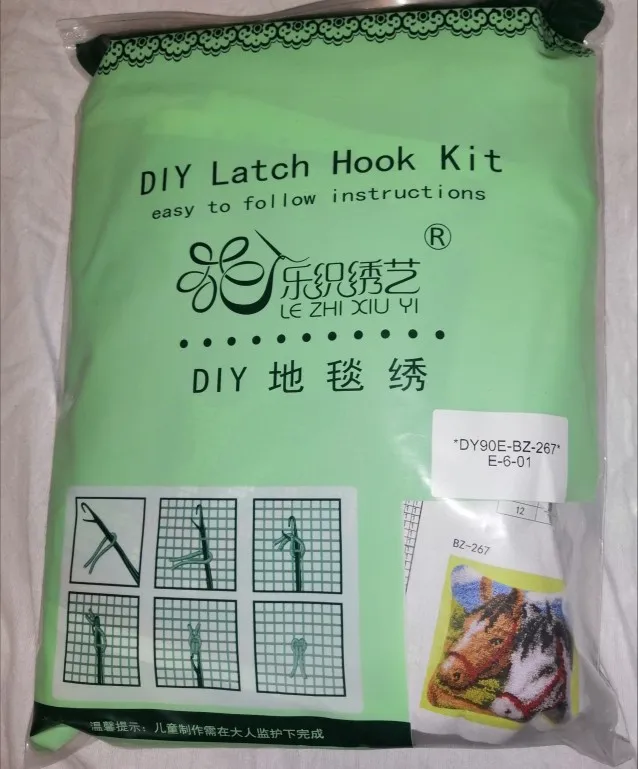 DIY Latch Hook Kit
easy to follow instructions
®
乐织绣艺
LE ZHI XIU YI
DIY 地毯绣
*DY90E-BZ-267*
E-6-01
12
BZ-267
温馨提示：儿童制作需在大人监护下完成